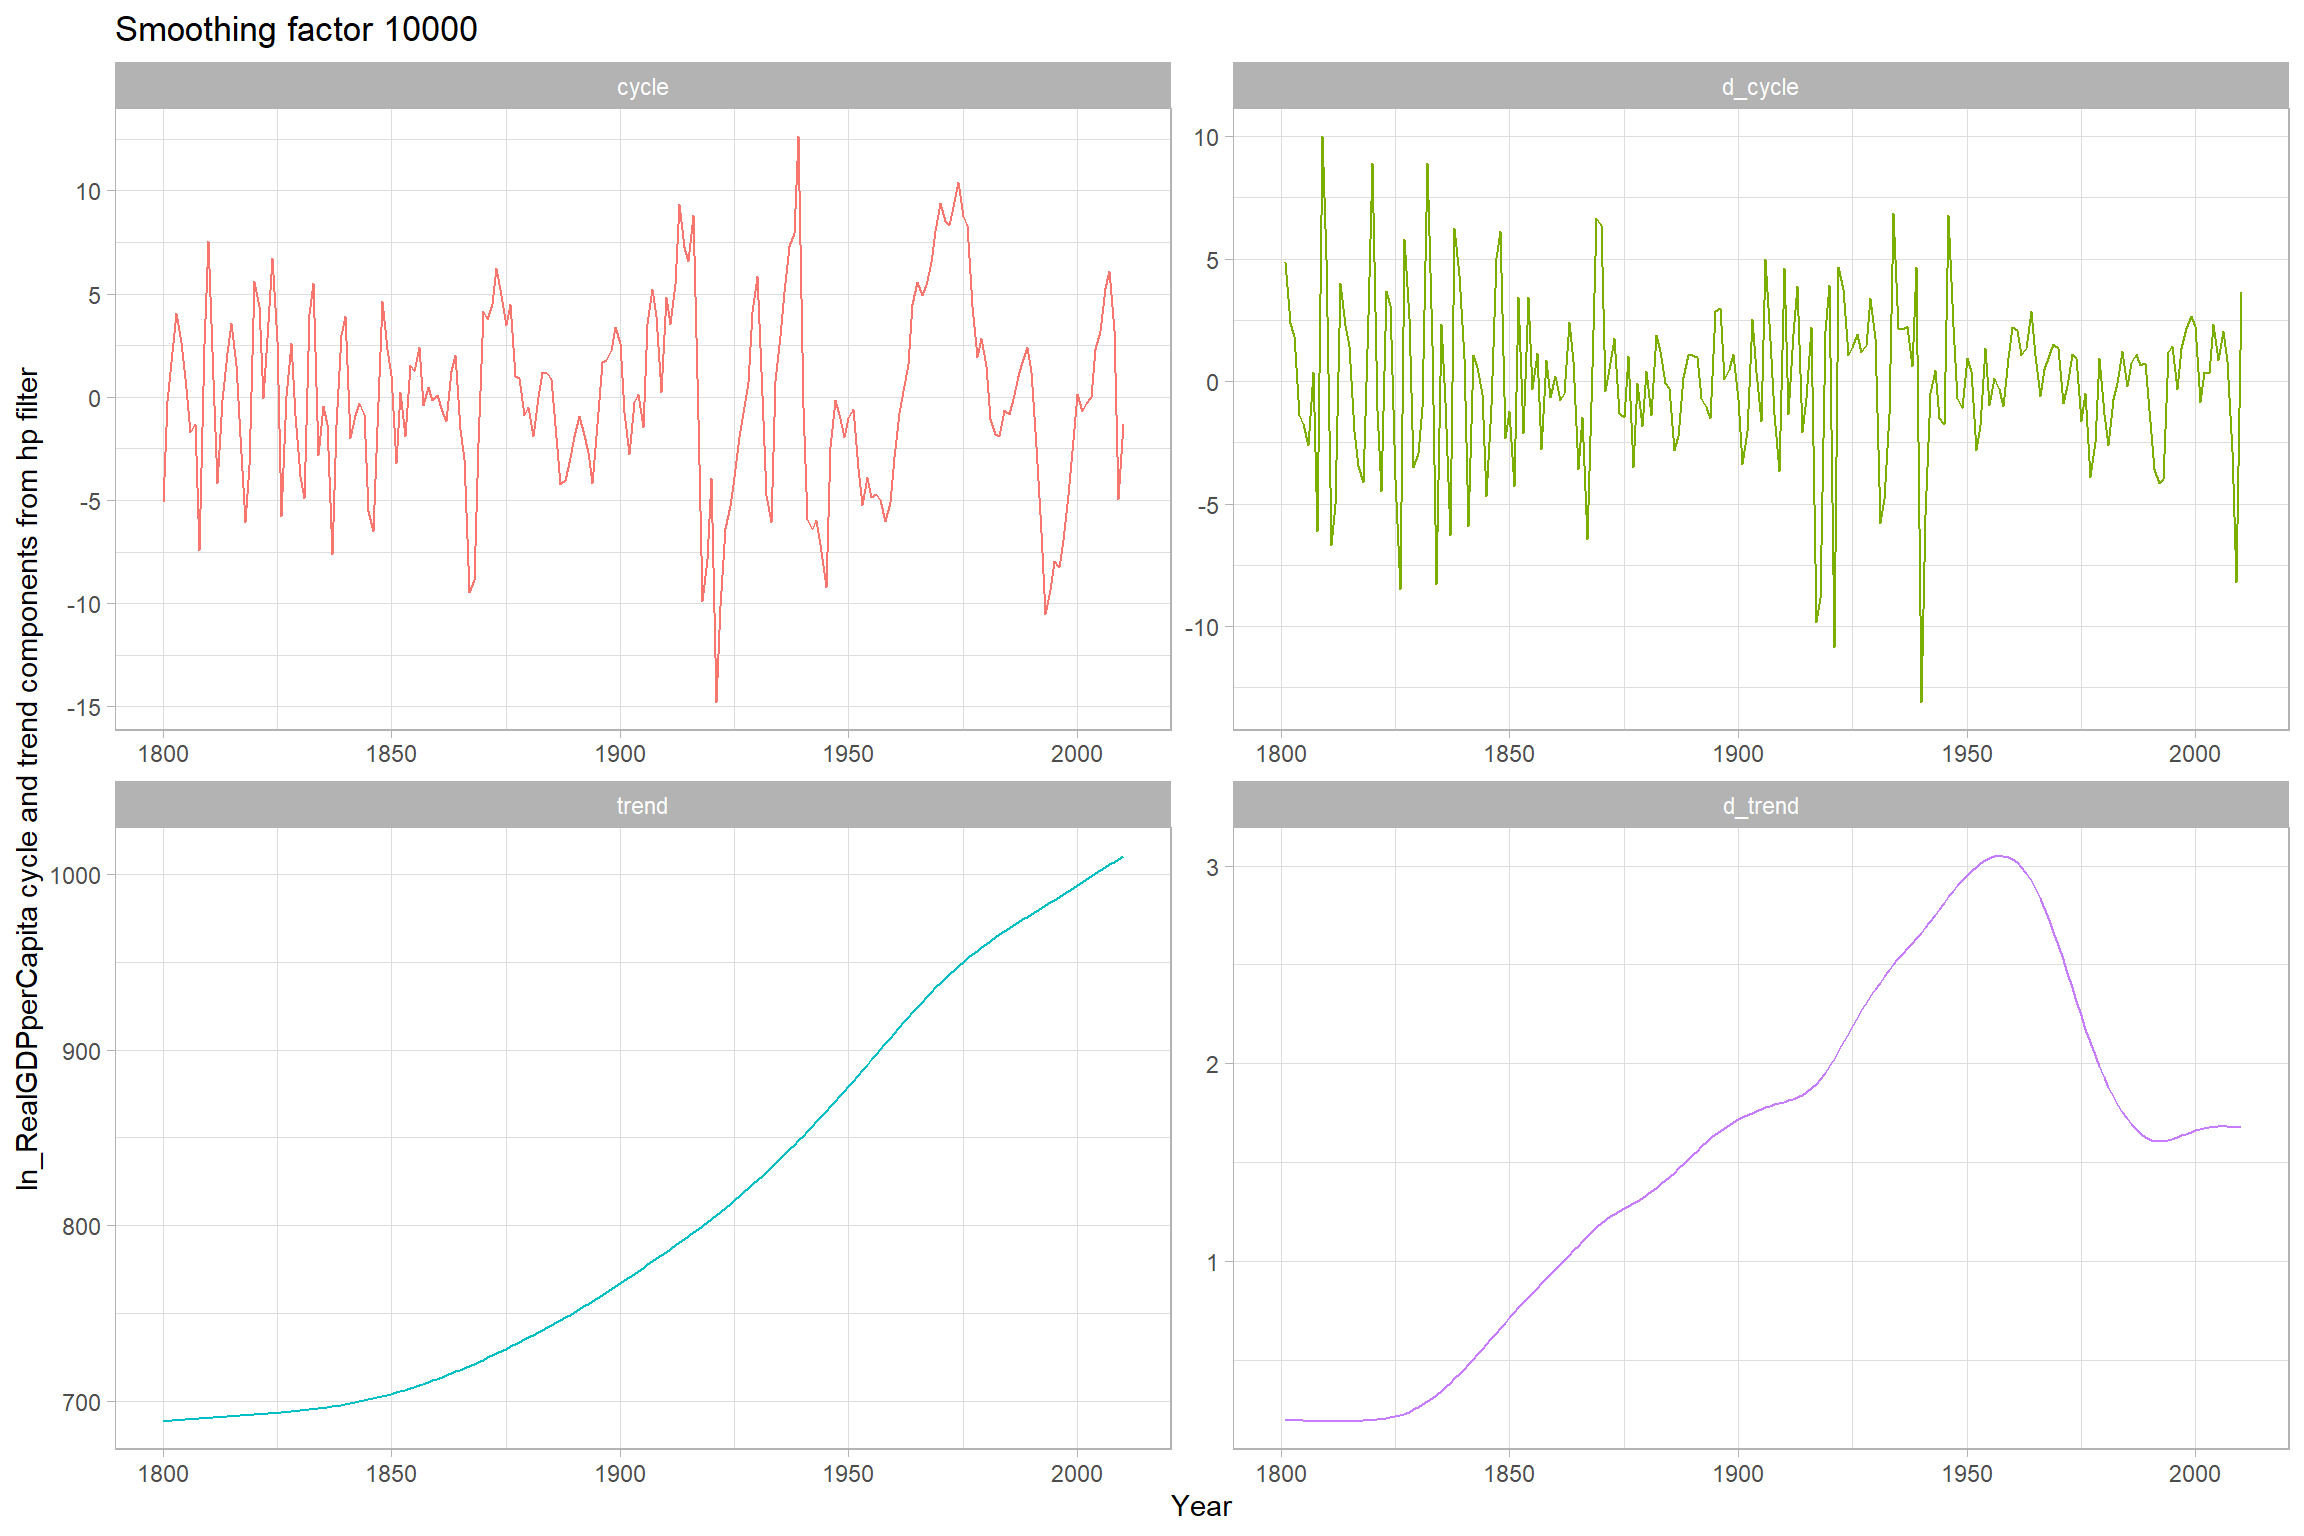 Smoothing factor 10000
cycle
d_cycle
10
5
0
-5
-10
-15
10
5
0
-5
-10
1800 1850 1900 1950 2000
1800 1850 1900 1950 2000
trend
d_trend
1000
900
800
700
3
2
1
1800 1850 1900 1950 2000
1800 1850 1900 1950 2000
Year
ln_RealGDPperCapita cycle and trend components from hp filter